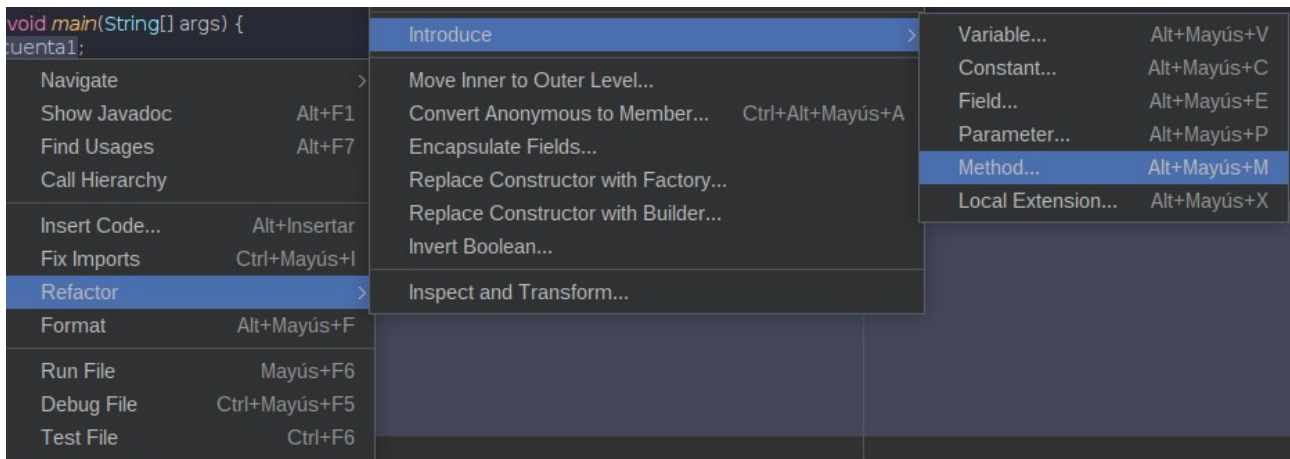 void main(String[] args) {
cuenta1;
Navigate
Show Javadoc Alt+F1
Find Usages Alt+F7
Call Hierarchy
Insert Code... Alt+Insertar
Fix Imports Ctrl+Mayús+I
Refactor
Format Alt+Mayús+F
Run File Mayús+F6
Debug File Ctrl+Mayús+F5
Test File Ctrl+F6
Introduce
Move Inner to Outer Level...
Convert Anonymous to Member... Ctrl+Alt+Mayús+A
Encapsulate Fields...
Replace Constructor with Factory...
Replace Constructor with Builder...
Invert Boolean...
Inspect and Transform...
Variable... Alt+Mayús+V
Constant... Alt+Mayús+C
Field... Alt+Mayús+E
Parameter... Alt+Mayús+P
Method... Alt+Mayús+M
Local Extension... Alt+Mayús+X